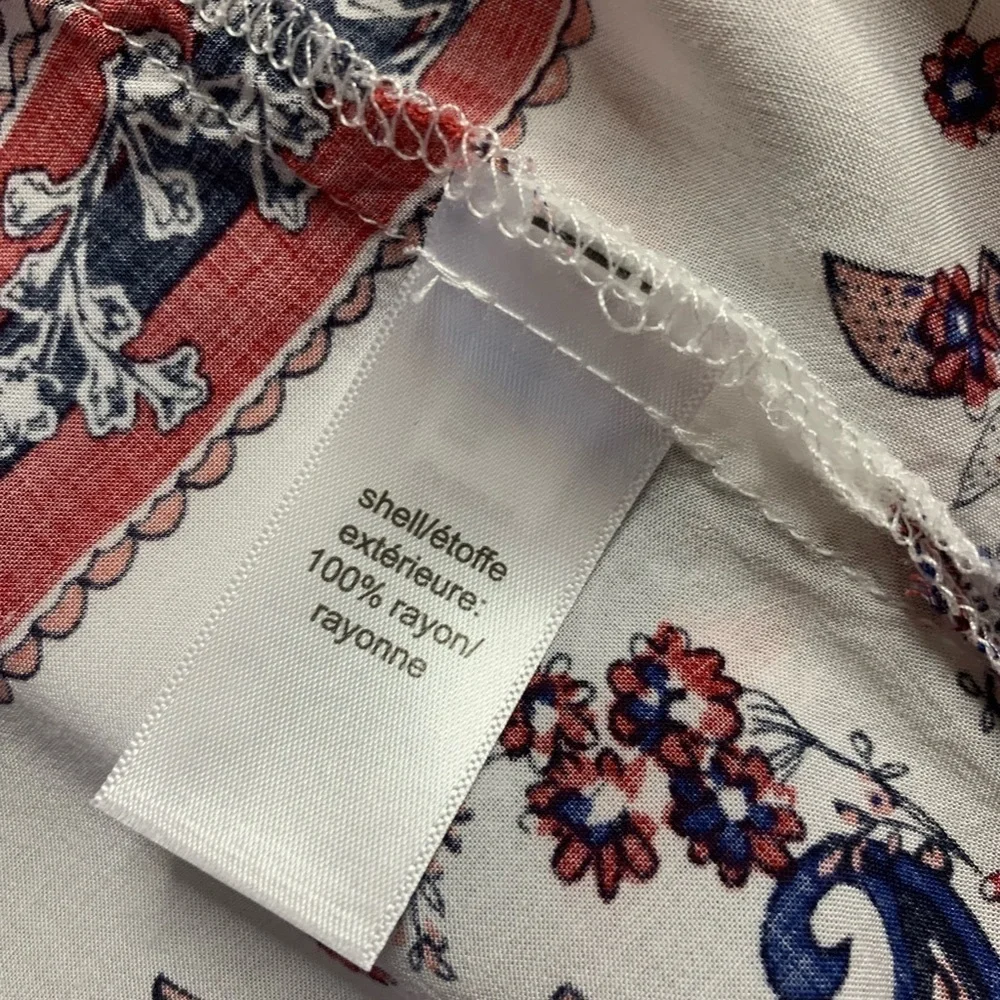 shell/étoffe
extérieure:
100% rayon/
rayonne